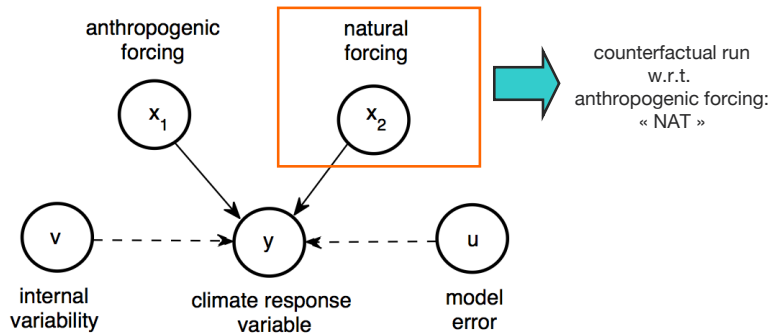 anthropogenic
forcing
natural
forcing
counterfactual run
w.r.t.
anthropogenic forcing:
« NAT »
x1
x2
v
y
u
internal
variability
climate response
variable
model
error